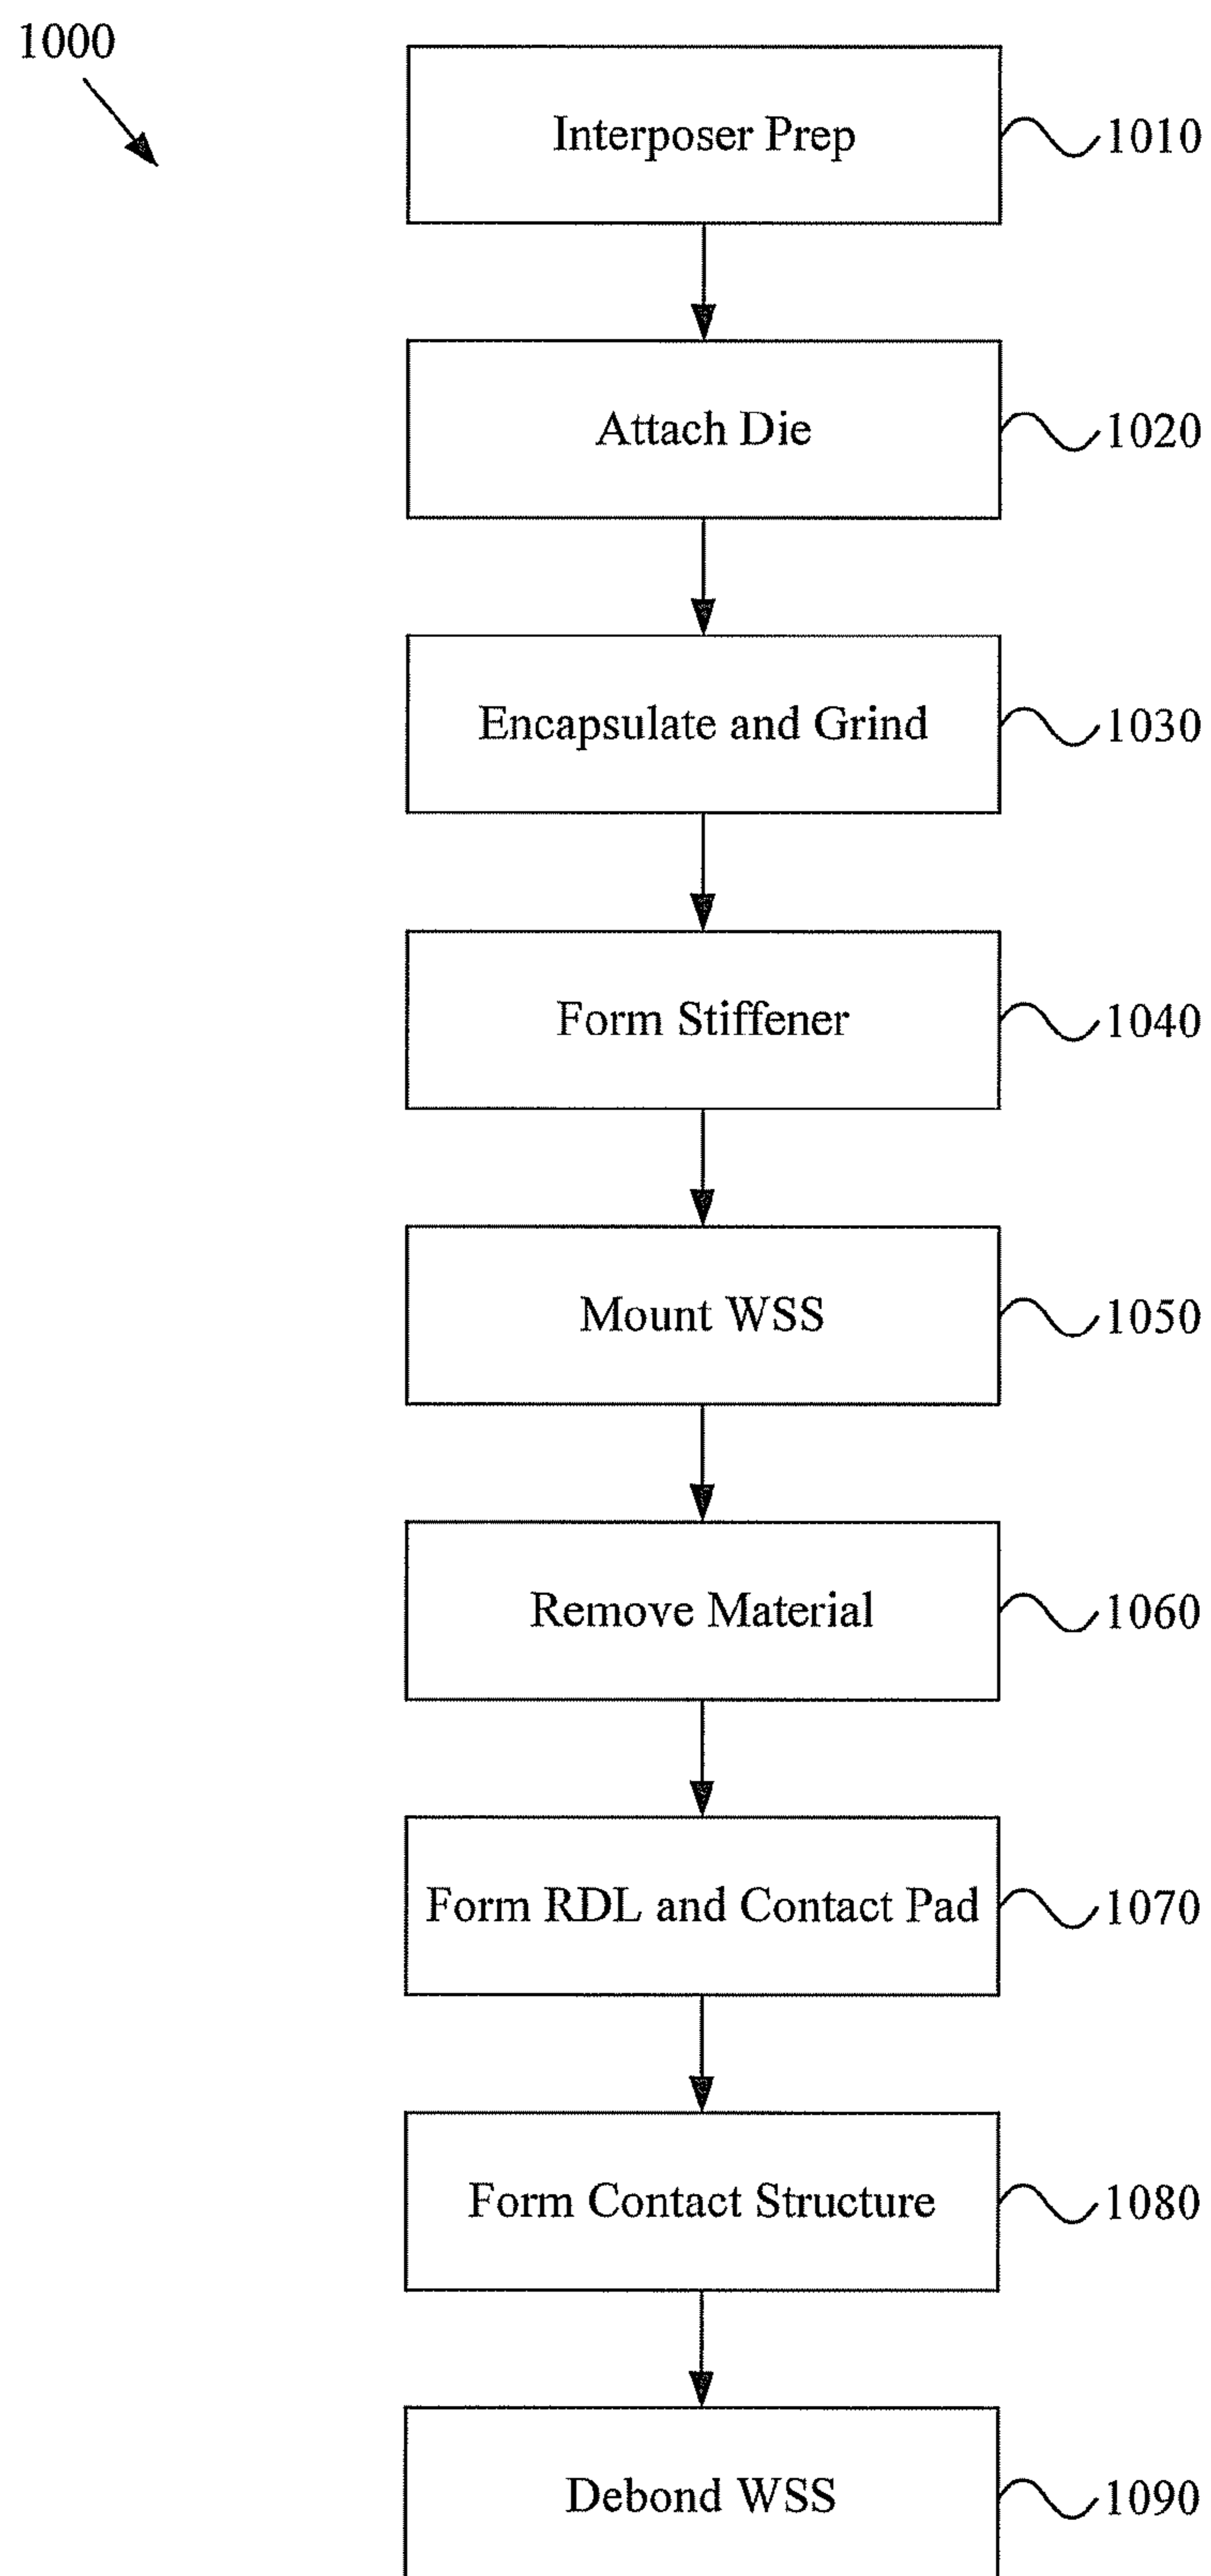 1000
Interposer Prep
1010
Attach Die
1020
Encapsulate and Grind
1030
Form Stiffener
1040
Mount WSS
1050
Remove Material
1060
Form RDL and Contact Pad
1070
Form Contact Structure
1080
Debond WSS
1090